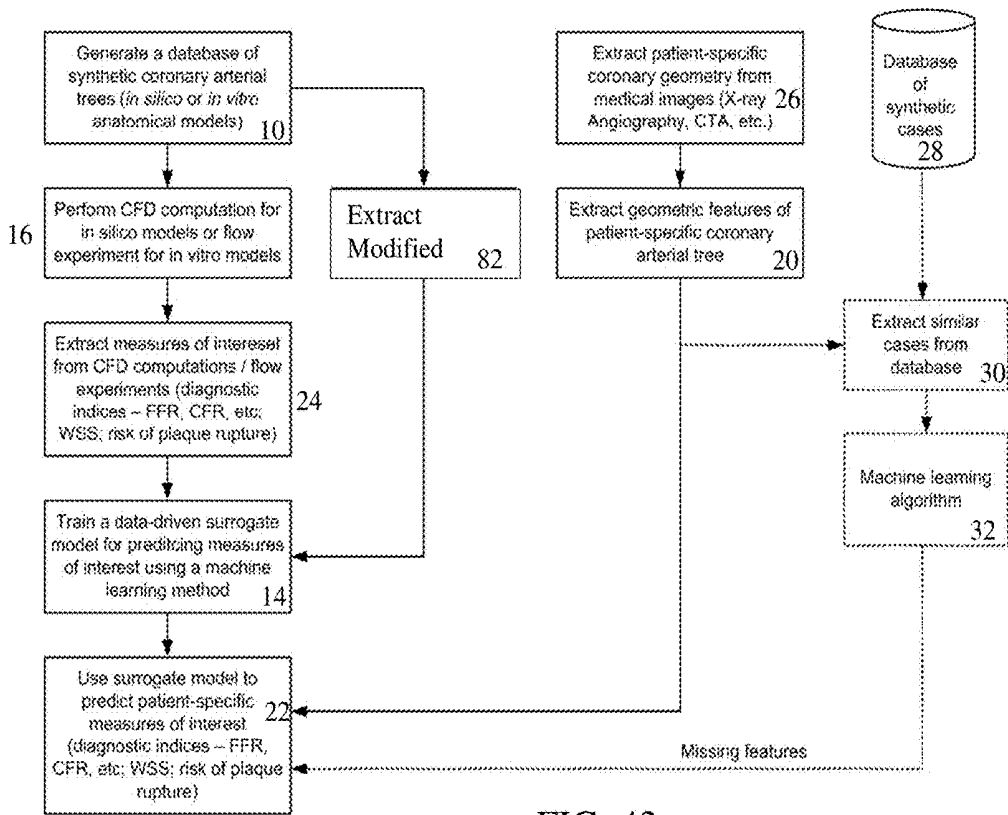 Generate a database of
synthetic coronary arterial
trees (in silico or in vitro
anatomical models)
10
Extract patient-specific
coronary geometry from
medical images (X-ray
Angiography, CTA, etc.)
26
Database
of
synthetic
cases
28
16
Perform CFD computation for
in silico models or flow
experiment for in vitro models
Extract
Modified
82
Extract geometric features of
patient-specific coronary
arterial tree
20
Extract measures of intereset
from CFD computations / flow
experiments (diagnostic
indices – FFR, CFR, etc;
WSS; risk of plaque rupture)
24
Extract similar
cases from
database
30
Train a data-driven surrogate
model for preditcing measures
of interest using a machine
learning method
14
Machine learning
algorithm
32
Use surrogate model to
predict patient-specific
measures of interest
(diagnostic indices – FFR,
CFR, etc; WSS; risk of plaque
rupture)
22
Missing features